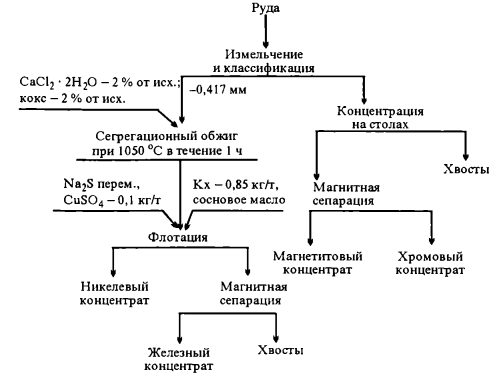 Руда
Измельчение
и классификация
CaCl₂ · 2H₂O – 2 % от исх.;
кокс – 2 % от исх.
–0,417 мм
Концентрация
на столах
Сегрегационный обжиг
при 1050 °C в течение 1 ч
Хвосты
Na₂S перем.,
CuSO₄ – 0,1 кг/т
Kx – 0,85 кг/т,
сосновое масло
Магнитная
сепарация
Флотация
Магнетитовый
концентрат
Хромовый
концентрат
Никелевый
концентрат
Магнитная
сепарация
Железный
концентрат
Хвосты